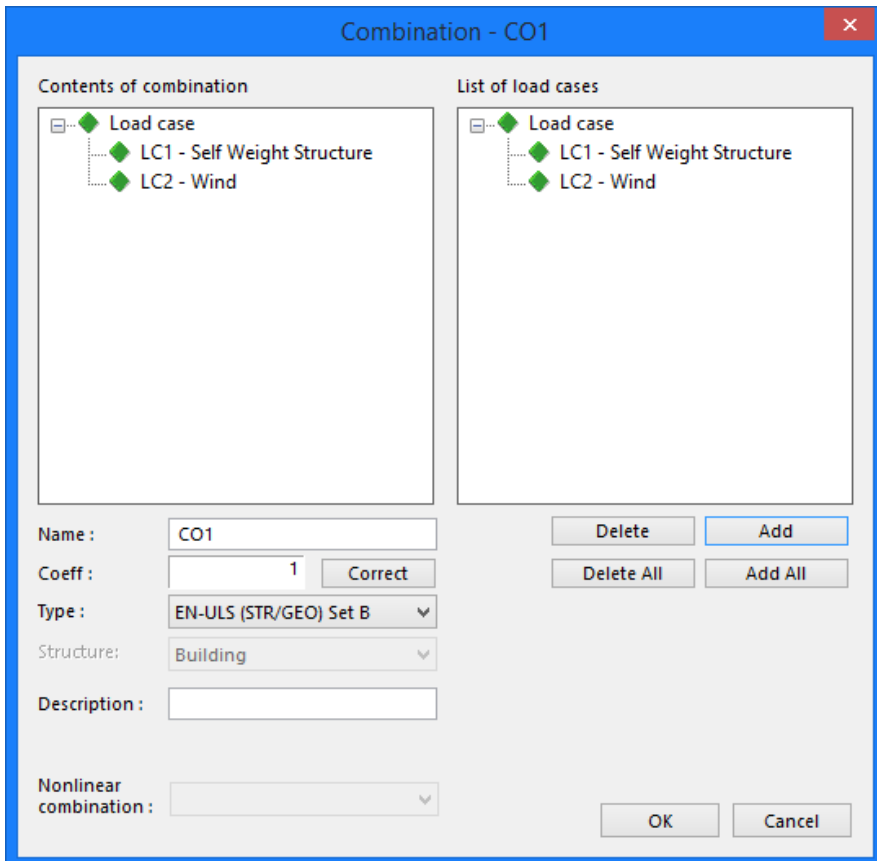 Combination - CO1
Contents of combination
List of load cases
Load case
LC1 - Self Weight Structure
LC2 - Wind
Load case
LC1 - Self Weight Structure
LC2 - Wind
Name : CO1
Delete Add
Coeff : 1 Correct
Delete All Add All
Type : EN-ULS (STR/GEO) Set B
Structure: Building
Description :
Nonlinear
combination :
OK Cancel